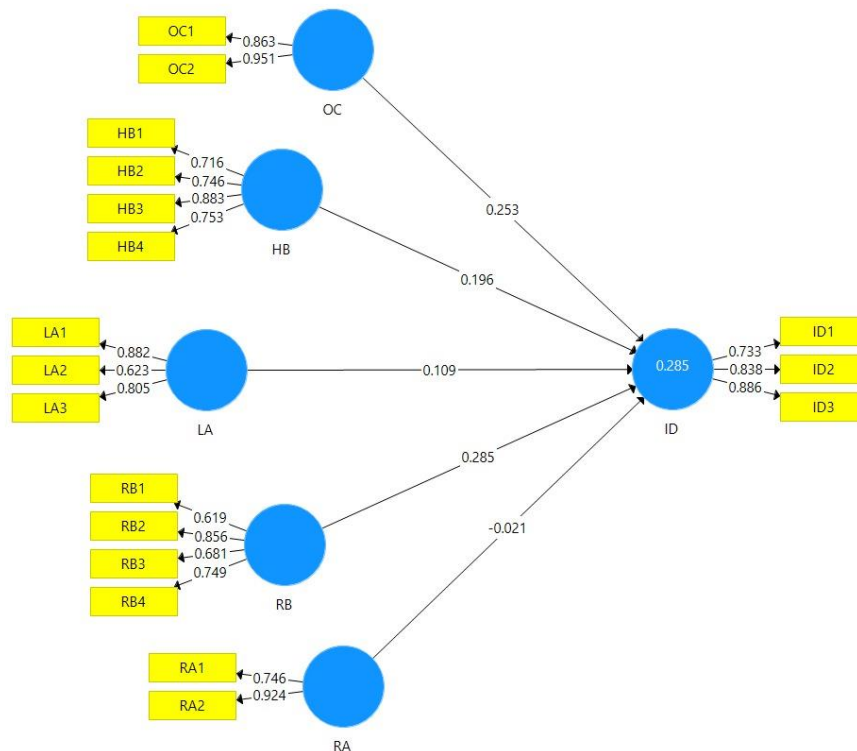 OC1
0.863
OC2
0.951
OC
HB1
0.716
HB2
0.746
HB3
0.883
HB4
0.753
HB
0.253
0.196
LA1
0.882
LA2
0.623
LA3
0.805
LA
0.109
0.285
ID
0.733
ID1
0.838
ID2
0.886
ID3
RB1
0.619
RB2
0.856
RB3
0.681
RB4
0.749
RB
0.285
-0.021
RA1
0.746
RA2
0.924
RA